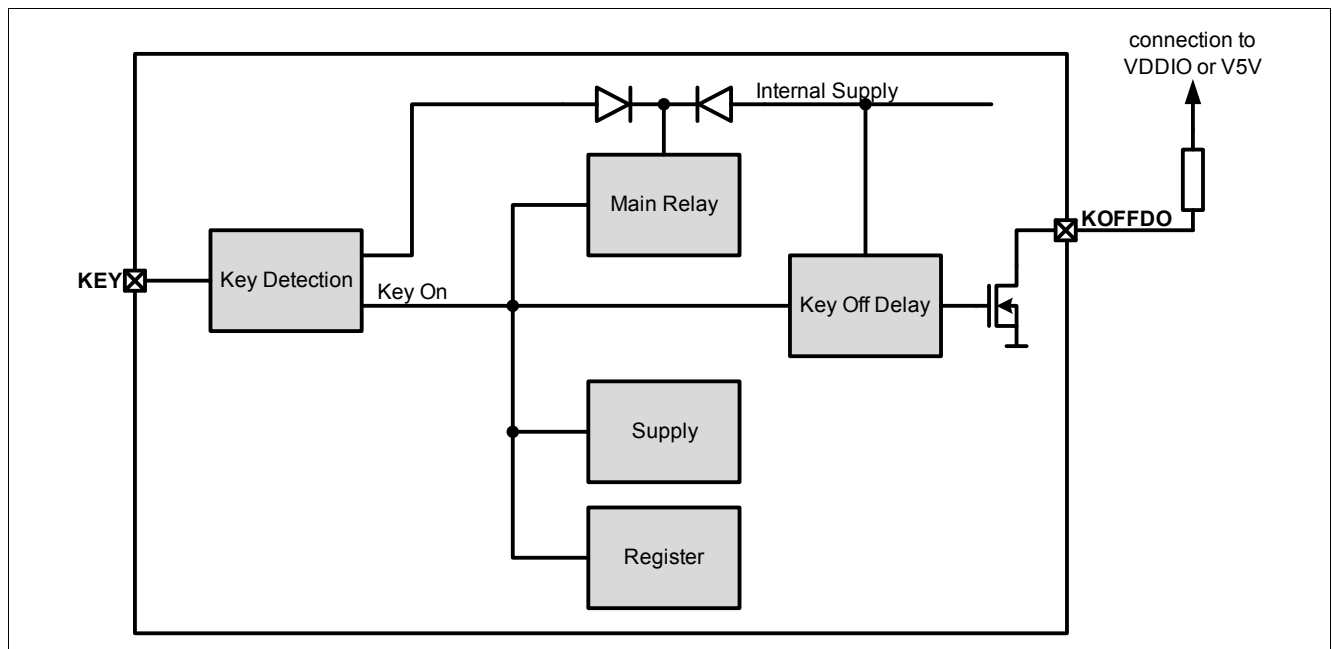 connection to
VDDIO or V5V
Internal Supply
Main Relay
KOFFDO
KEY
Key Detection
Key On
Key Off Delay
Supply
Register